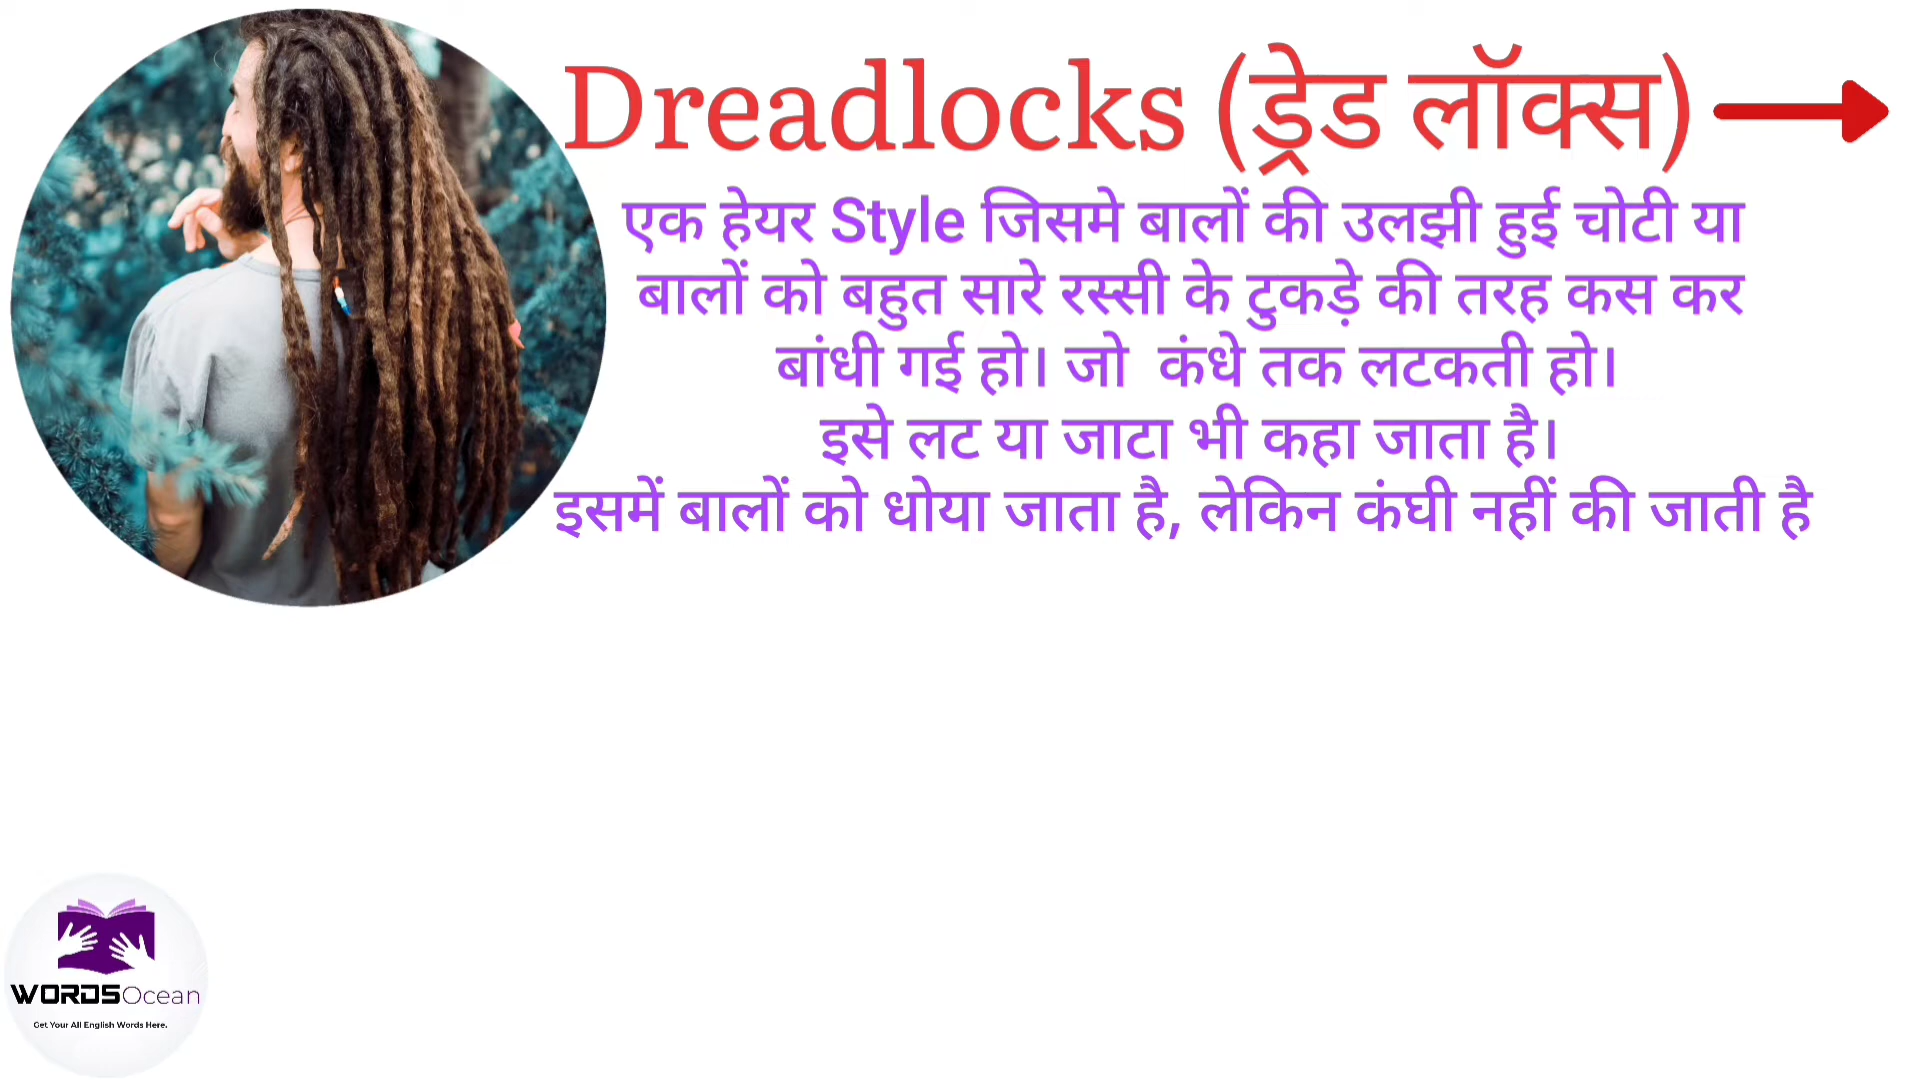 Dreadlocks (ड्रेड लॉक्स)
एक हेयर Style जिसमे बालों की उलझी हुई चोटी या
बालों को बहुत सारे रस्सी के टुकड़े की तरह कस कर
बांधी गई हो। जो कंधे तक लटकती हो।
इसे लट या जाटा भी कहा जाता है।
इसमें बालों को धोया जाता है, लेकिन कंघी नहीं की जाती है
WORDSOcean
Get Your All English Words Here.